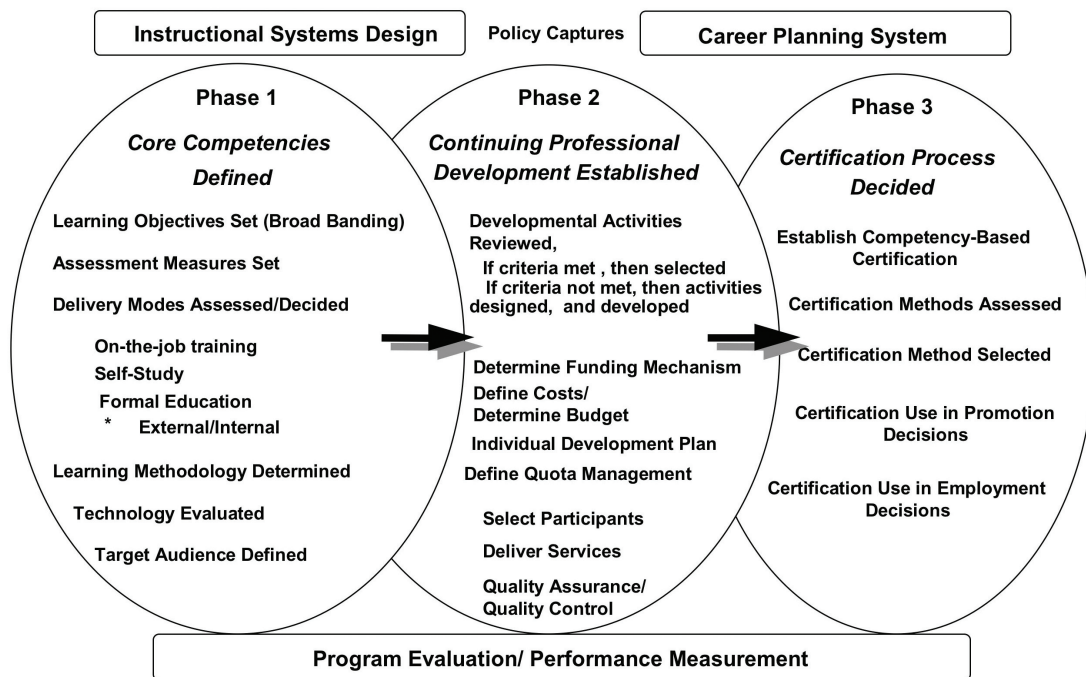 Instructional Systems Design
Policy Captures
Career Planning System
Phase 1
Core Competencies
Defined
Learning Objectives Set (Broad Banding)
Assessment Measures Set
Delivery Modes Assessed/Decided
On-the-job training
Self-Study
Formal Education
* External/Internal
Learning Methodology Determined
Technology Evaluated
Target Audience Defined
Phase 2
Continuing Professional
Development Established
Developmental Activities
Reviewed,
If criteria met , then selected
If criteria not met, then activities
designed, and developed
Determine Funding Mechanism
Define Costs/
Determine Budget
Individual Development Plan
Define Quota Management
Select Participants
Deliver Services
Quality Assurance/
Quality Control
Phase 3
Certification Process
Decided
Establish Competency-Based
Certification
Certification Methods Assessed
Certification Method Selected
Certification Use in Promotion
Decisions
Certification Use in Employment
Decisions
Program Evaluation/ Performance Measurement